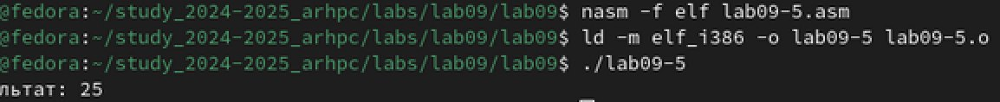 @fedora:~/study_2024-2025_arhpc/labs/lab09/lab09$ nasm -f elf lab09-5.asm
@fedora:~/study_2024-2025_arhpc/labs/lab09/lab09$ ld -m elf_i386 -o lab09-5 lab09-5.o
@fedora:~/study_2024-2025_arhpc/labs/lab09/lab09$ ./lab09-5
льтат: 25